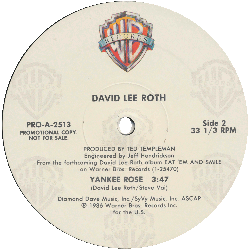 WB
RECORDS
DAVID LEE ROTH
PRO-A-2513
PROMOTIONAL COPY
NOT FOR SALE
Side 2
33 1/3 RPM
PRODUCED BY TED TEMPLEMAN
Engineered by Jeff Hendrickson
From the forthcoming David Lee Roth album EAT 'EM AND SMILE
on Warner Bros. Records (1-25470)
YANKEE ROSE 3:47
(David Lee Roth/Steve Vai)
Diamond Dave Music, Inc./SyVy Music, Inc. ASCAP
℗ 1986 Warner Bros. Records Inc.
for the U.S.